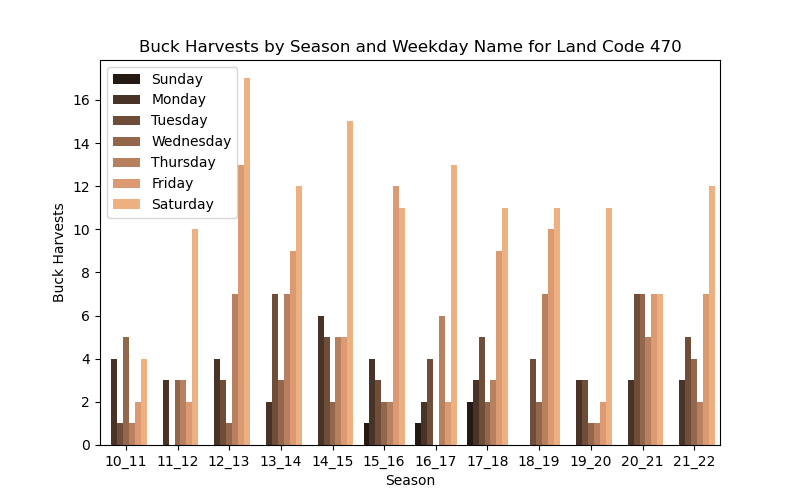 Buck Harvests by Season and Weekday Name for Land Code 470
Sunday
Monday
Tuesday
Wednesday
Thursday
Friday
Saturday
Buck Harvests
16
14
12
10
8
6
4
2
0
10_11 11_12 12_13 13_14 14_15 15_16 16_17 17_18 18_19 19_20 20_21 21_22
Season